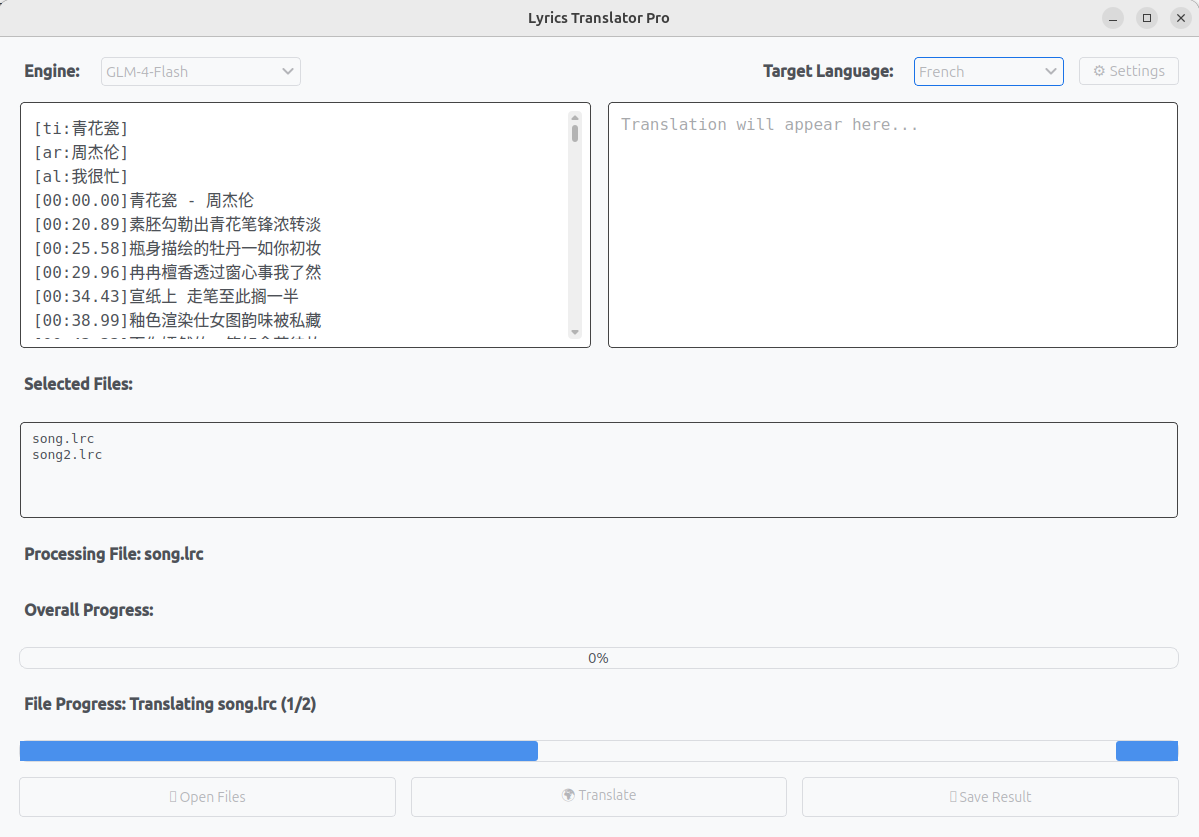 Lyrics Translator Pro
Engine:
GLM-4-Flash
Target Language:
French
⚙ Settings
[ti:青花瓷]
[ar:周杰伦]
[al:我很忙]
[00:00.00]青花瓷 - 周杰伦
[00:20.89]素胚勾勒出青花笔锋浓转淡
[00:25.58]瓶身描绘的牡丹一如你初妆
[00:29.96]冉冉檀香透过窗心事我了然
[00:34.43]宣纸上 走笔至此搁一半
[00:38.99]釉色渲染仕女图韵味被私藏
Translation will appear here...
Selected Files:
song.lrc
song2.lrc
Processing File: song.lrc
Overall Progress:
0%
File Progress: Translating song.lrc (1/2)
Open Files
🌍 Translate
Save Result